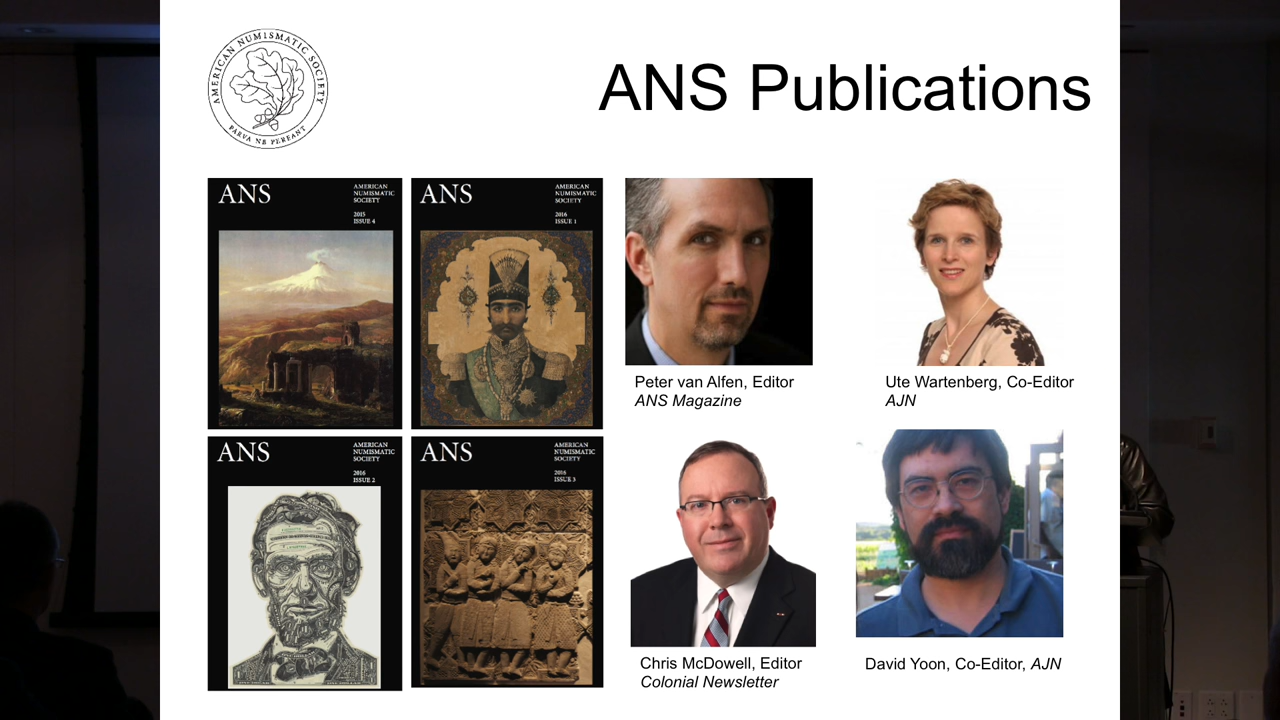 AMERICAN NUMISMATIC SOCIETY
PARVA NE PEREANT
ANS Publications
ANS
AMERICAN
NUMISMATIC
SOCIETY
2015
ISSUE 4
ANS
AMERICAN
NUMISMATIC
SOCIETY
2016
ISSUE 1
Peter van Alfen, Editor
ANS Magazine
Ute Wartenberg, Co-Editor
AJN
ANS
AMERICAN
NUMISMATIC
SOCIETY
2016
ISSUE 2
ANS
AMERICAN
NUMISMATIC
SOCIETY
2016
ISSUE 3
Chris McDowell, Editor
Colonial Newsletter
David Yoon, Co-Editor, AJN